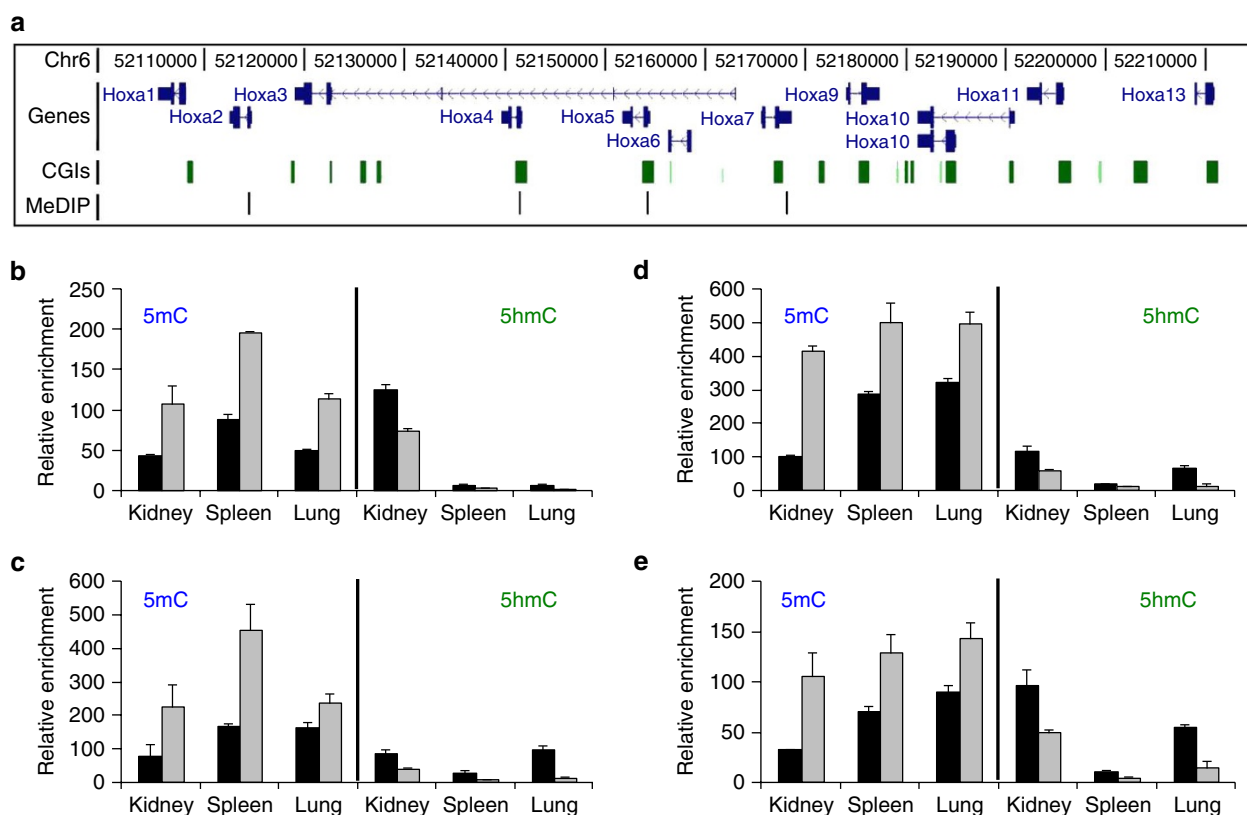 a
Chr6 52110000 52120000 52130000 52140000 52150000 52160000 52170000 52180000 52190000 52200000 52210000
Genes
Hoxa1 Hoxa3 Hoxa9 Hoxa11 Hoxa13
Hoxa2 Hoxa4 Hoxa5 Hoxa7 Hoxa10
Hoxa6 Hoxa10
CGIs
MeDIP
b
Relative enrichment
250
200
150
100
50
0
5mC 5hmC
Kidney Spleen Lung Kidney Spleen Lung
d
Relative enrichment
600
500
400
300
200
100
0
5mC 5hmC
Kidney Spleen Lung Kidney Spleen Lung
c
Relative enrichment
600
500
400
300
200
100
0
5mC 5hmC
Kidney Spleen Lung Kidney Spleen Lung
e
Relative enrichment
200
150
100
50
0
5mC 5hmC
Kidney Spleen Lung Kidney Spleen Lung